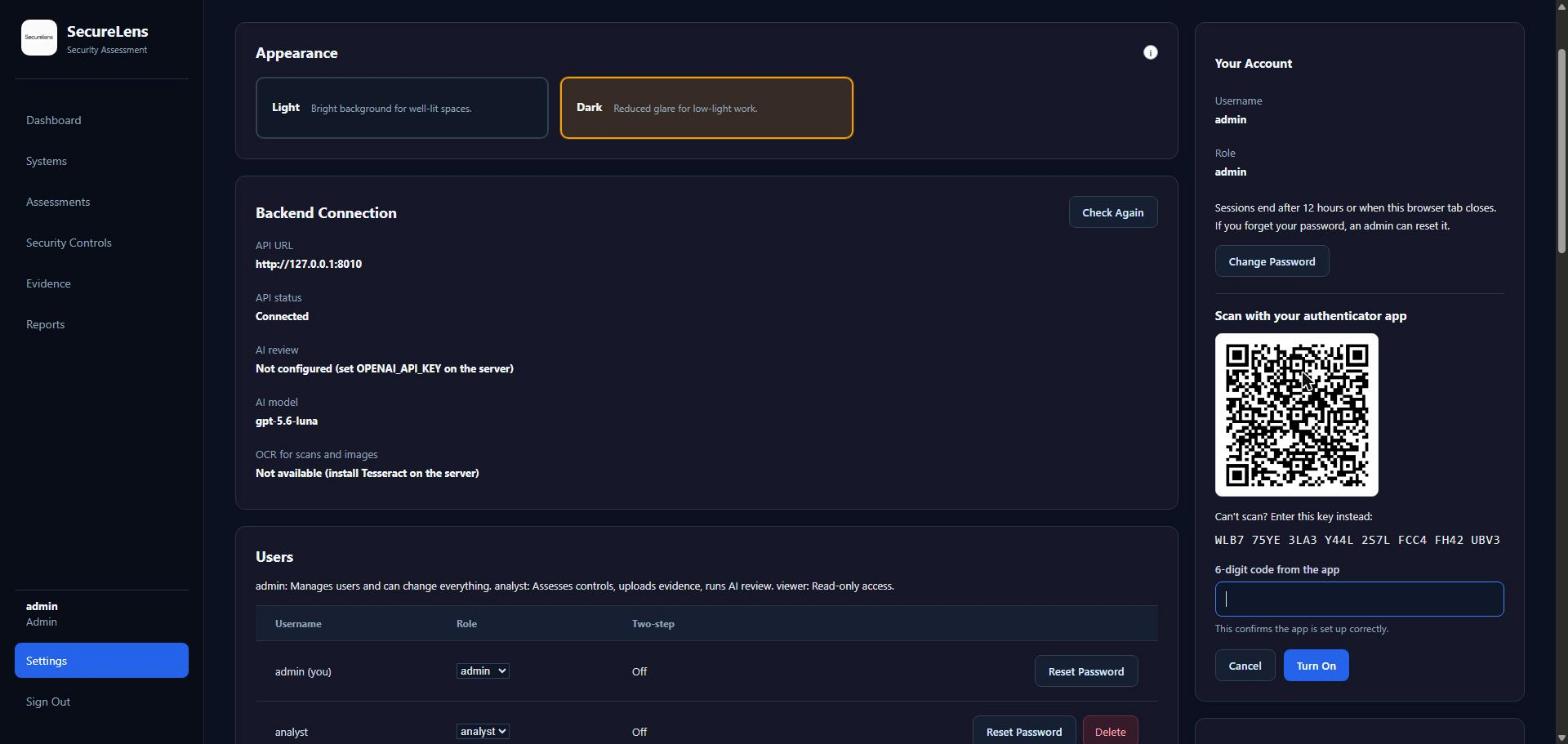 SecureLens
SecureLens
Security Assessment
Dashboard
Systems
Assessments
Security Controls
Evidence
Reports
admin
Admin
Settings
Sign Out
Appearance
i
Light Bright background for well-lit spaces.
Dark Reduced glare for low-light work.
Backend Connection
Check Again
API URL
http://127.0.0.1:8010
API status
Connected
AI review
Not configured (set OPENAI_API_KEY on the server)
AI model
gpt-5.6-luna
OCR for scans and images
Not available (install Tesseract on the server)
Users
admin: Manages users and can change everything. analyst: Assesses controls, uploads evidence, runs AI review. viewer: Read-only access.
Username Role Two-step
admin (you) admin Off Reset Password
analyst analyst Off Reset Password Delete
Your Account
Username
admin
Role
admin
Sessions end after 12 hours or when this browser tab closes.
If you forget your password, an admin can reset it.
Change Password
Scan with your authenticator app
Can't scan? Enter this key instead:
WLB7 75YE 3LA3 Y44L 2S7L FCC4 FH42 UBV3
6-digit code from the app
This confirms the app is set up correctly.
Cancel Turn On